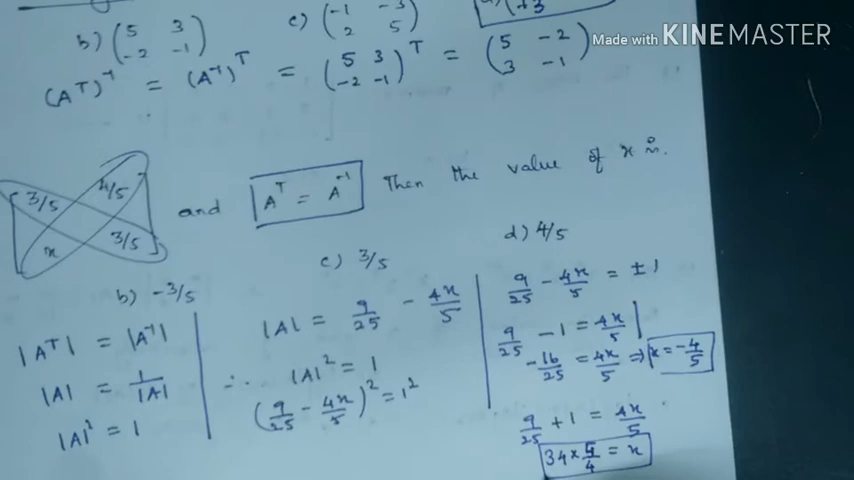 b) (5 3 / -2 -1) c) (-1 -3 / 2 5)
Made with KINEMASTER
(A^T)^-1 = (A^-1)^T = (5 3 / -2 -1)^T = (5 -2 / 3 -1)
[3/5 4/5 / x 3/5] and A^T = A^-1 Then the value of x is.
b) -3/5 c) 3/5 d) 4/5
|A^T| = |A^-1|
|A| = 1/|A|
|A|^2 = 1
|A| = 9/25 - 4x/5
∴ |A|^2 = 1
(9/25 - 4x/5)^2 = 1^2
9/25 - 4x/5 = ±1
9/25 - 1 = 4x/5
-16/25 = 4x/5 ⇒ x = -4/5
9/25 + 1 = 4x/5
34 × 5/4 = x